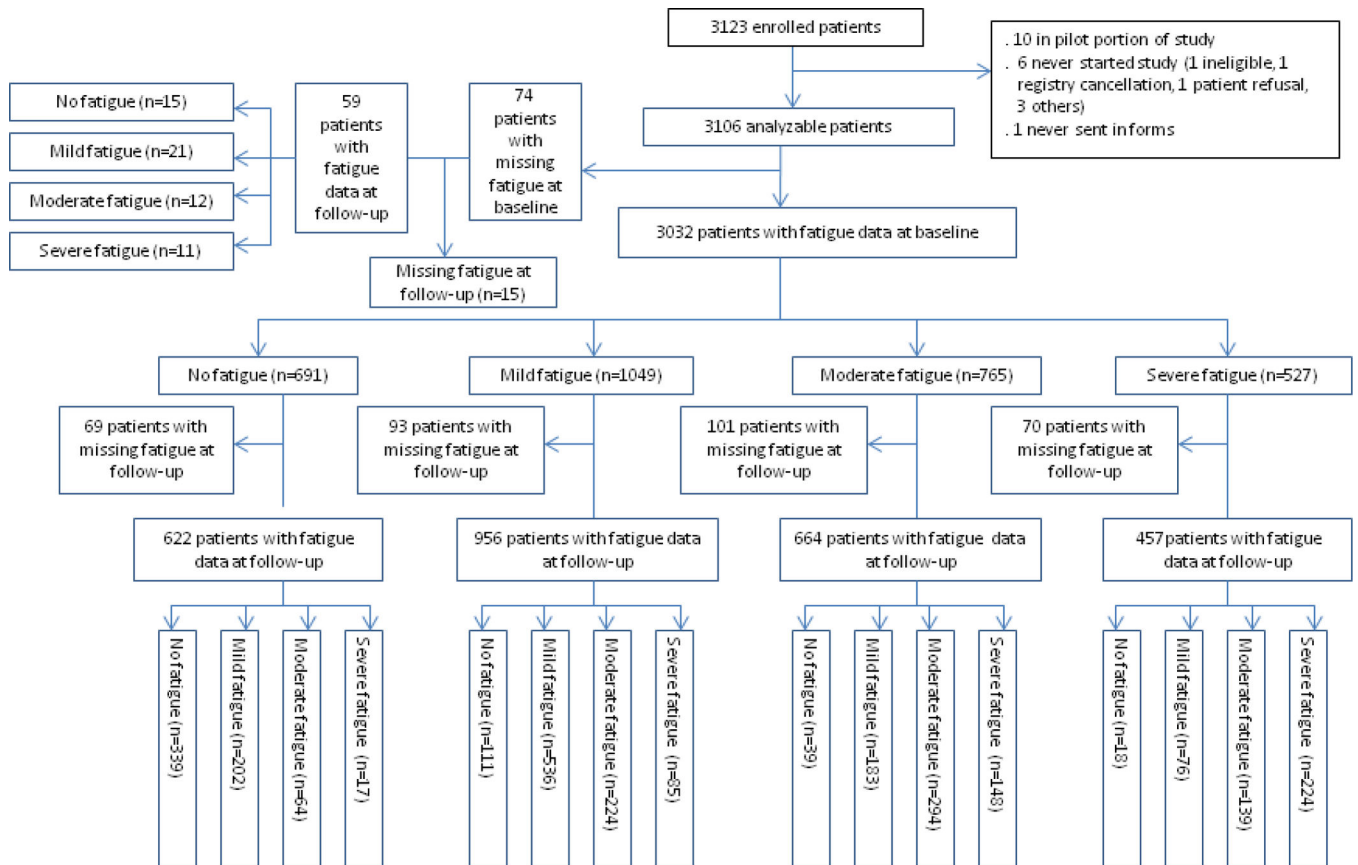 3123 enrolled patients
. 10 in pilot portion of study
. 6 never started study (1 ineligible, 1
registry cancellation, 1 patient refusal,
3 others)
. 1 never sent in forms
3106 analyzable patients
74
patients
with
missing
fatigue at
baseline
59
patients
with
fatigue
data at
follow-up
No fatigue (n=15)
Mild fatigue (n=21)
Moderate fatigue (n=12)
Severe fatigue (n=11)
Missing fatigue at
follow-up (n=15)
3032 patients with fatigue data at baseline
No fatigue (n=691)
Mild fatigue (n=1049)
Moderate fatigue (n=765)
Severe fatigue (n=527)
69 patients with
missing fatigue at
follow-up
93 patients with
missing fatigue at
follow-up
101 patients with
missing fatigue at
follow-up
70 patients with
missing fatigue at
follow-up
622 patients with fatigue
data at follow-up
956 patients with fatigue data
at follow-up
664 patients with fatigue data
at follow-up
457 patients with fatigue
data at follow-up
No fatigue (n=339)
Mild fatigue (n=202)
Moderate fatigue (n=64)
Severe fatigue (n=17)
No fatigue (n=111)
Mild fatigue (n=536)
Moderate fatigue (n=224)
Severe fatigue (n=85)
No fatigue (n=39)
Mild fatigue (n=183)
Moderate fatigue (n=294)
Severe fatigue (n=148)
No fatigue (n=18)
Mild fatigue (n=76)
Moderate fatigue (n=139)
Severe fatigue (n=224)